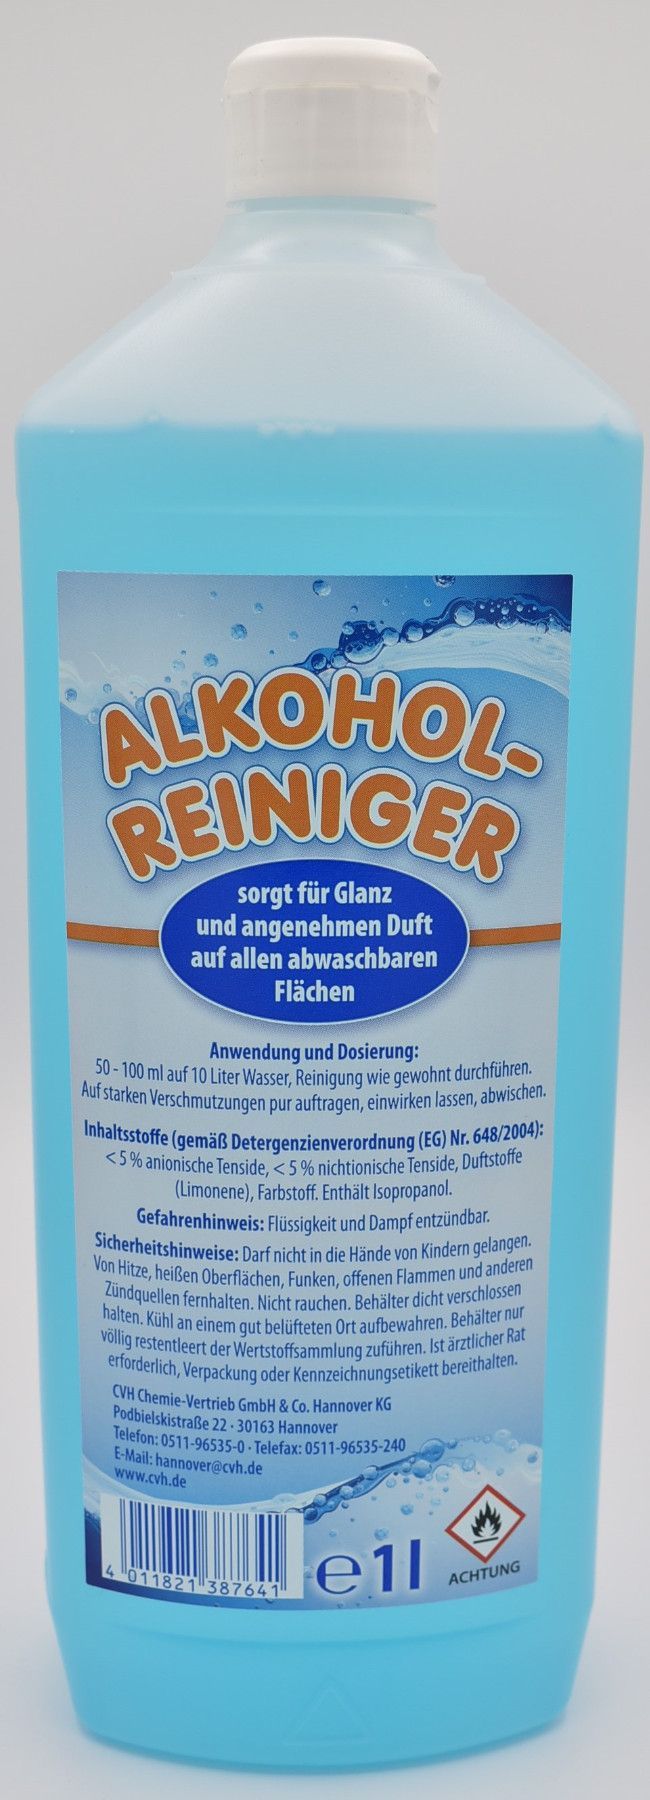 ALKOHOL-
REINIGER
sorgt für Glanz
und angenehmen Duft
auf allen abwaschbaren
Flächen
Anwendung und Dosierung:
50 - 100 ml auf 10 Liter Wasser, Reinigung wie gewohnt durchführen.
Auf starken Verschmutzungen pur auftragen, einwirken lassen, abwischen.
Inhaltsstoffe (gemäß Detergenzienverordnung (EG) Nr. 648/2004):
< 5 % anionische Tenside, < 5 % nichtionische Tenside, Duftstoffe
(Limonene), Farbstoff. Enthält Isopropanol.
Gefahrenhinweis: Flüssigkeit und Dampf entzündbar.
Sicherheitshinweise: Darf nicht in die Hände von Kindern gelangen.
Von Hitze, heißen Oberflächen, Funken, offenen Flammen und anderen
Zündquellen fernhalten. Nicht rauchen. Behälter dicht verschlossen
halten. Kühl an einem gut belüfteten Ort aufbewahren. Behälter nur
völlig restentleert der Wertstoffsammlung zuführen. Ist ärztlicher Rat
erforderlich, Verpackung oder Kennzeichnungsetikett bereithalten.
CVH Chemie-Vertrieb GmbH & Co. Hannover KG
Podbielskistraße 22 · 30163 Hannover
Telefon: 0511-96535-0 · Telefax: 0511-96535-240
E-Mail: hannover@cvh.de
www.cvh.de
4 011821 387641
e 1l
ACHTUNG